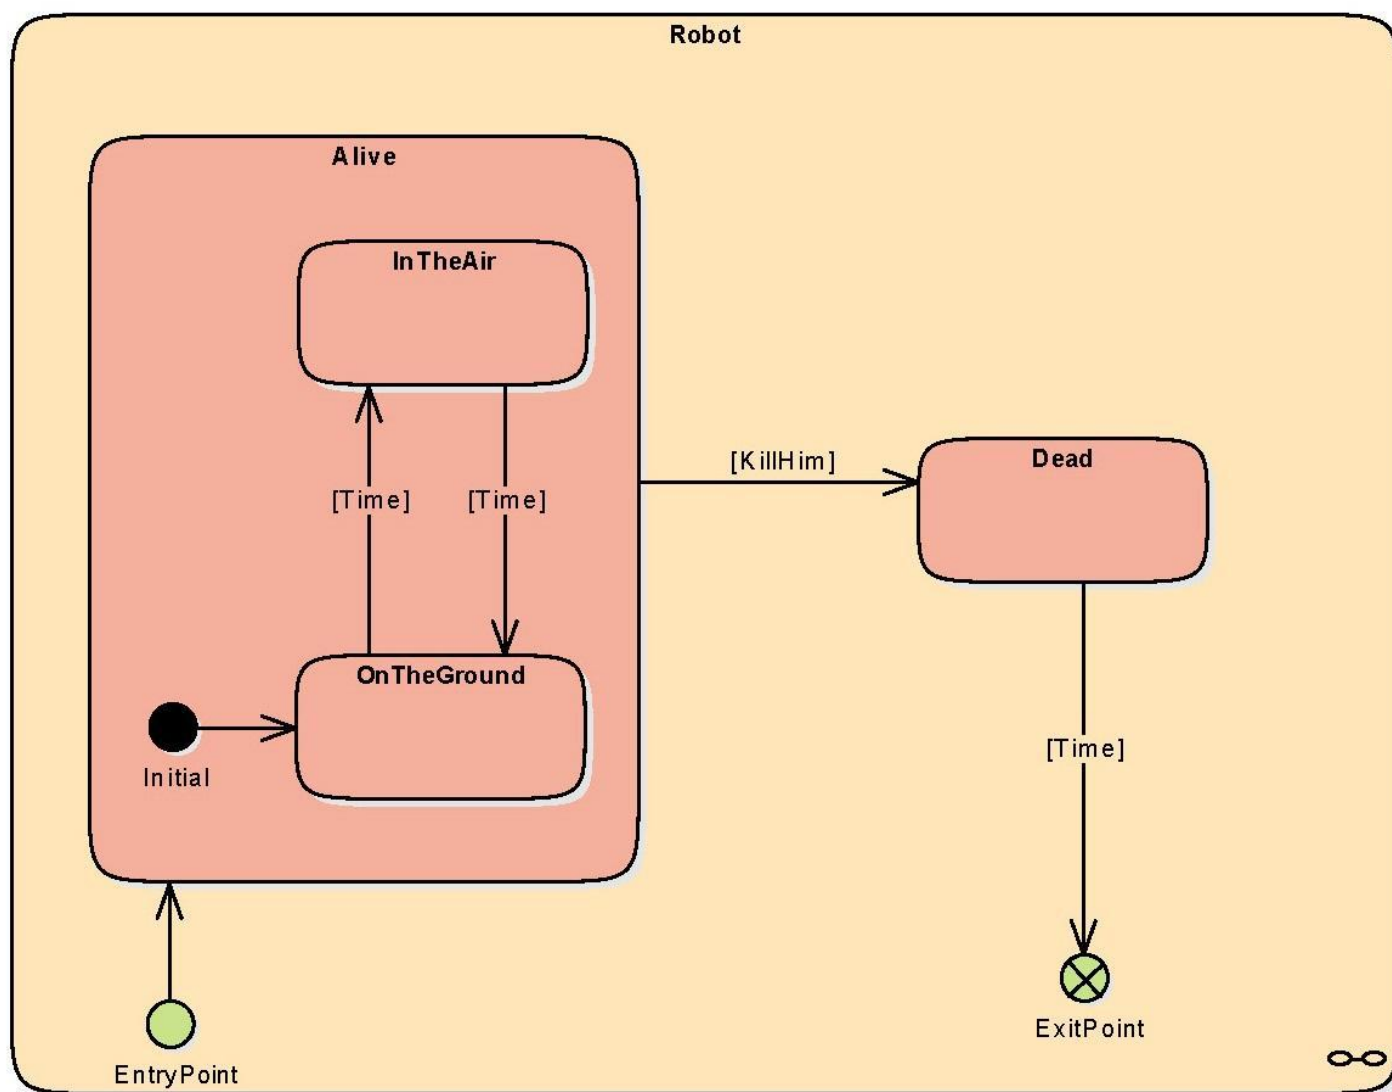 Robot
Alive
InTheAir
[KillHim]
Dead
[Time]
[Time]
OnTheGround
Initial
[Time]
EntryPoint
ExitPoint